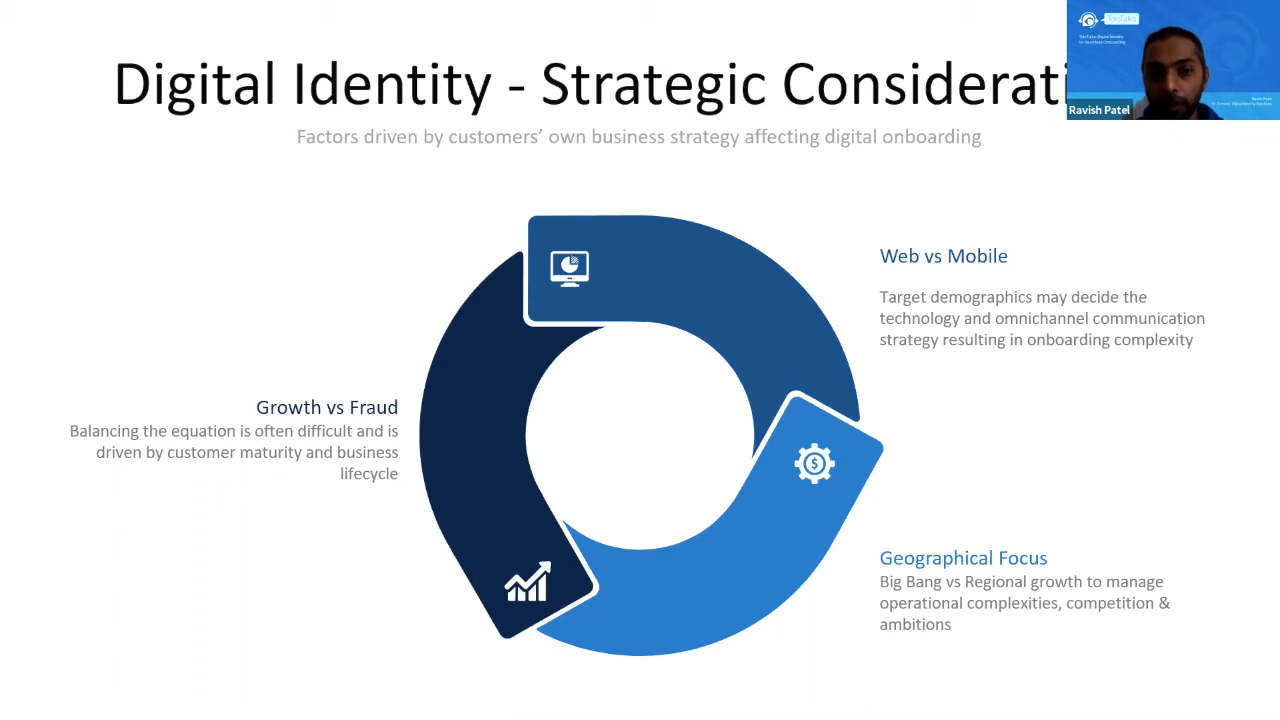 Digital Identity - Strategic Considerati
Factors driven by customers’ own business strategy affecting digital onboarding
TeleTalks
Ravish Patel
Web vs Mobile
Target demographics may decide the
technology and omnichannel communication
strategy resulting in onboarding complexity
Growth vs Fraud
Balancing the equation is often difficult and is
driven by customer maturity and business
lifecycle
$
Geographical Focus
Big Bang vs Regional growth to manage
operational complexities, competition &
ambitions